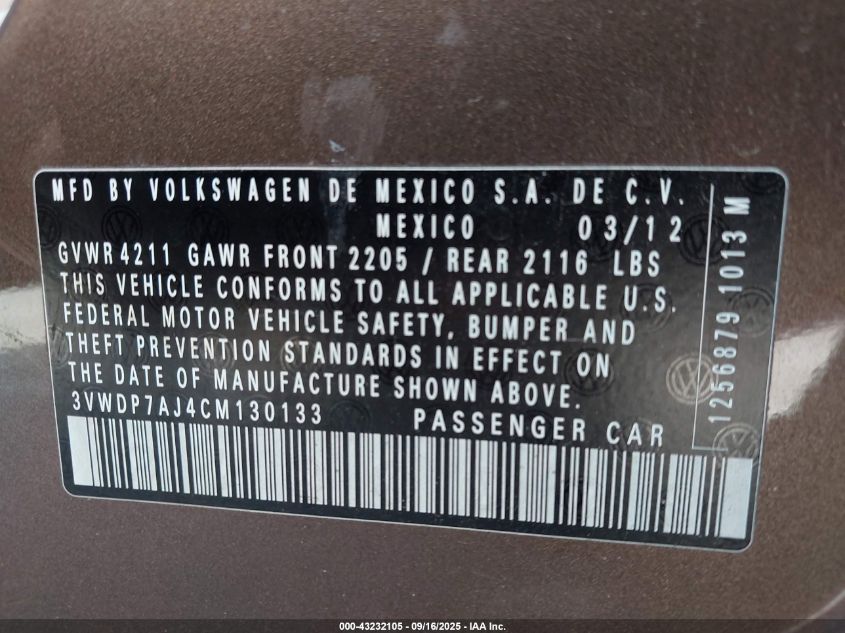 MFD BY VOLKSWAGEN DE MEXICO S.A. DE C.V.
MEXICO 03/12
GVWR 4211 GAWR FRONT 2205 / REAR 2116 LBS
THIS VEHICLE CONFORMS TO ALL APPLICABLE U.S.
FEDERAL MOTOR VEHICLE SAFETY, BUMPER AND
THEFT PREVENTION STANDARDS IN EFFECT ON
THE DATE OF MANUFACTURE SHOWN ABOVE.
3VWDP7AJ4CM130133 PASSENGER CAR
1256879 1013 M
000-43232105 - 09/16/2025 - IAA Inc.